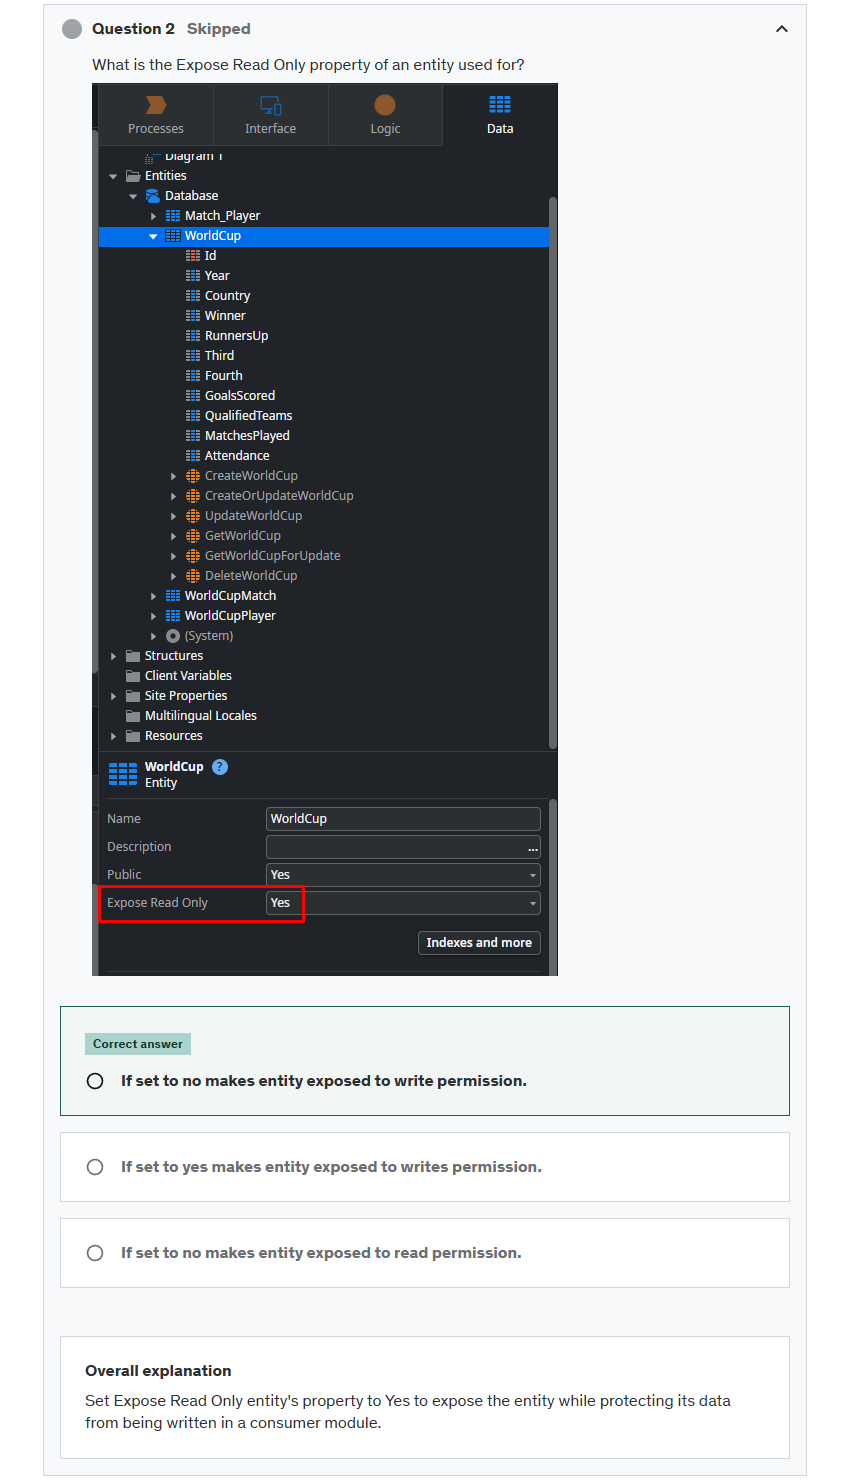 Question 2 Skipped
What is the Expose Read Only property of an entity used for?
Processes Interface Logic Data
Diagram 1
Entities
Database
Match_Player
WorldCup
Id
Year
Country
Winner
RunnersUp
Third
Fourth
GoalsScored
QualifiedTeams
MatchesPlayed
Attendance
CreateWorldCup
CreateOrUpdateWorldCup
UpdateWorldCup
GetWorldCup
GetWorldCupForUpdate
DeleteWorldCup
WorldCupMatch
WorldCupPlayer
(System)
Structures
Client Variables
Site Properties
Multilingual Locales
Resources
WorldCup ?
Entity
Name WorldCup
Description ...
Public Yes
Expose Read Only Yes
Indexes and more
Correct answer
If set to no makes entity exposed to write permission.
If set to yes makes entity exposed to writes permission.
If set to no makes entity exposed to read permission.
Overall explanation
Set Expose Read Only entity's property to Yes to expose the entity while protecting its data
from being written in a consumer module.